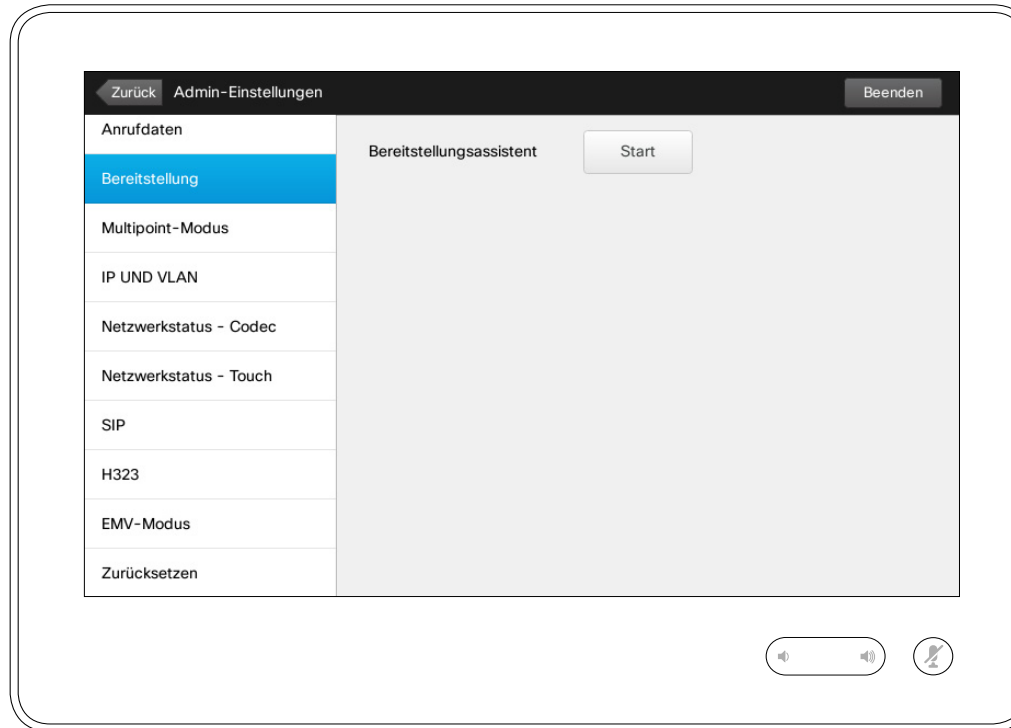 Zurück Admin-Einstellungen Beenden
Anrufdaten
Bereitstellung
Multipoint-Modus
IP UND VLAN
Netzwerkstatus - Codec
Netzwerkstatus - Touch
SIP
H323
EMV-Modus
Zurücksetzen
Bereitstellungsassistent Start